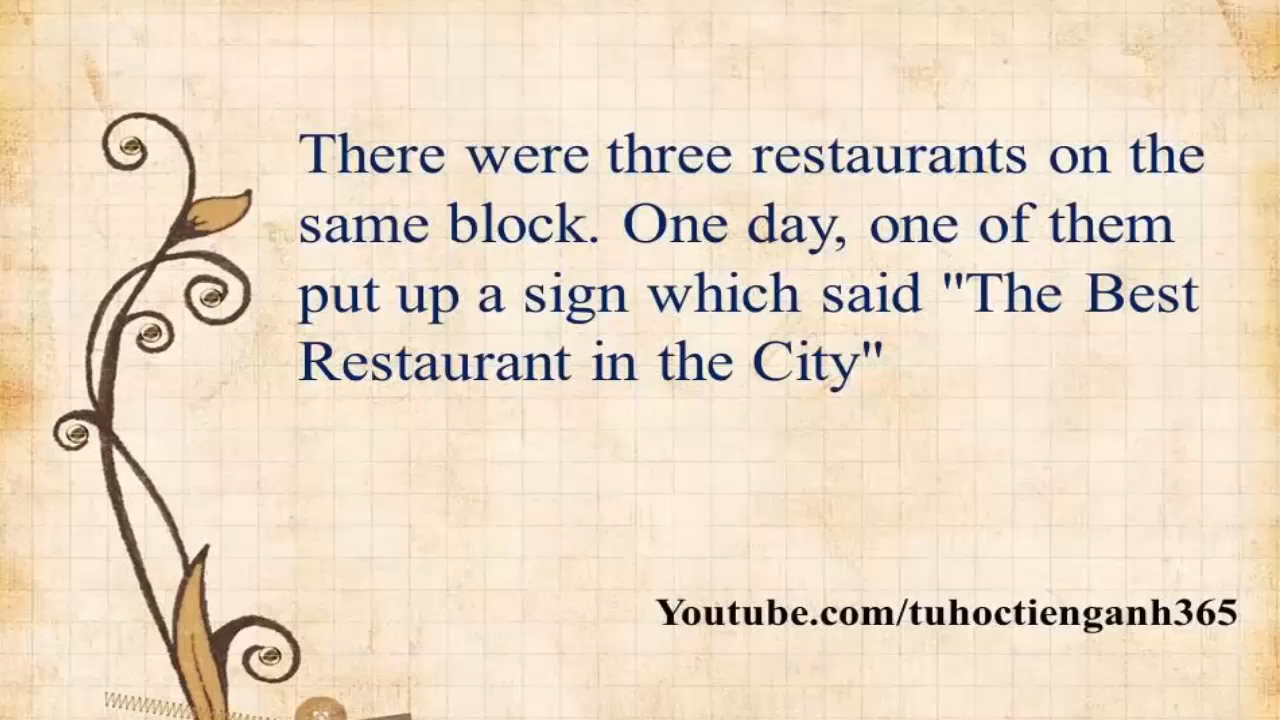 There were three restaurants on the
same block. One day, one of them
put up a sign which said "The Best
Restaurant in the City"
Youtube.com/tuhoctienganh365